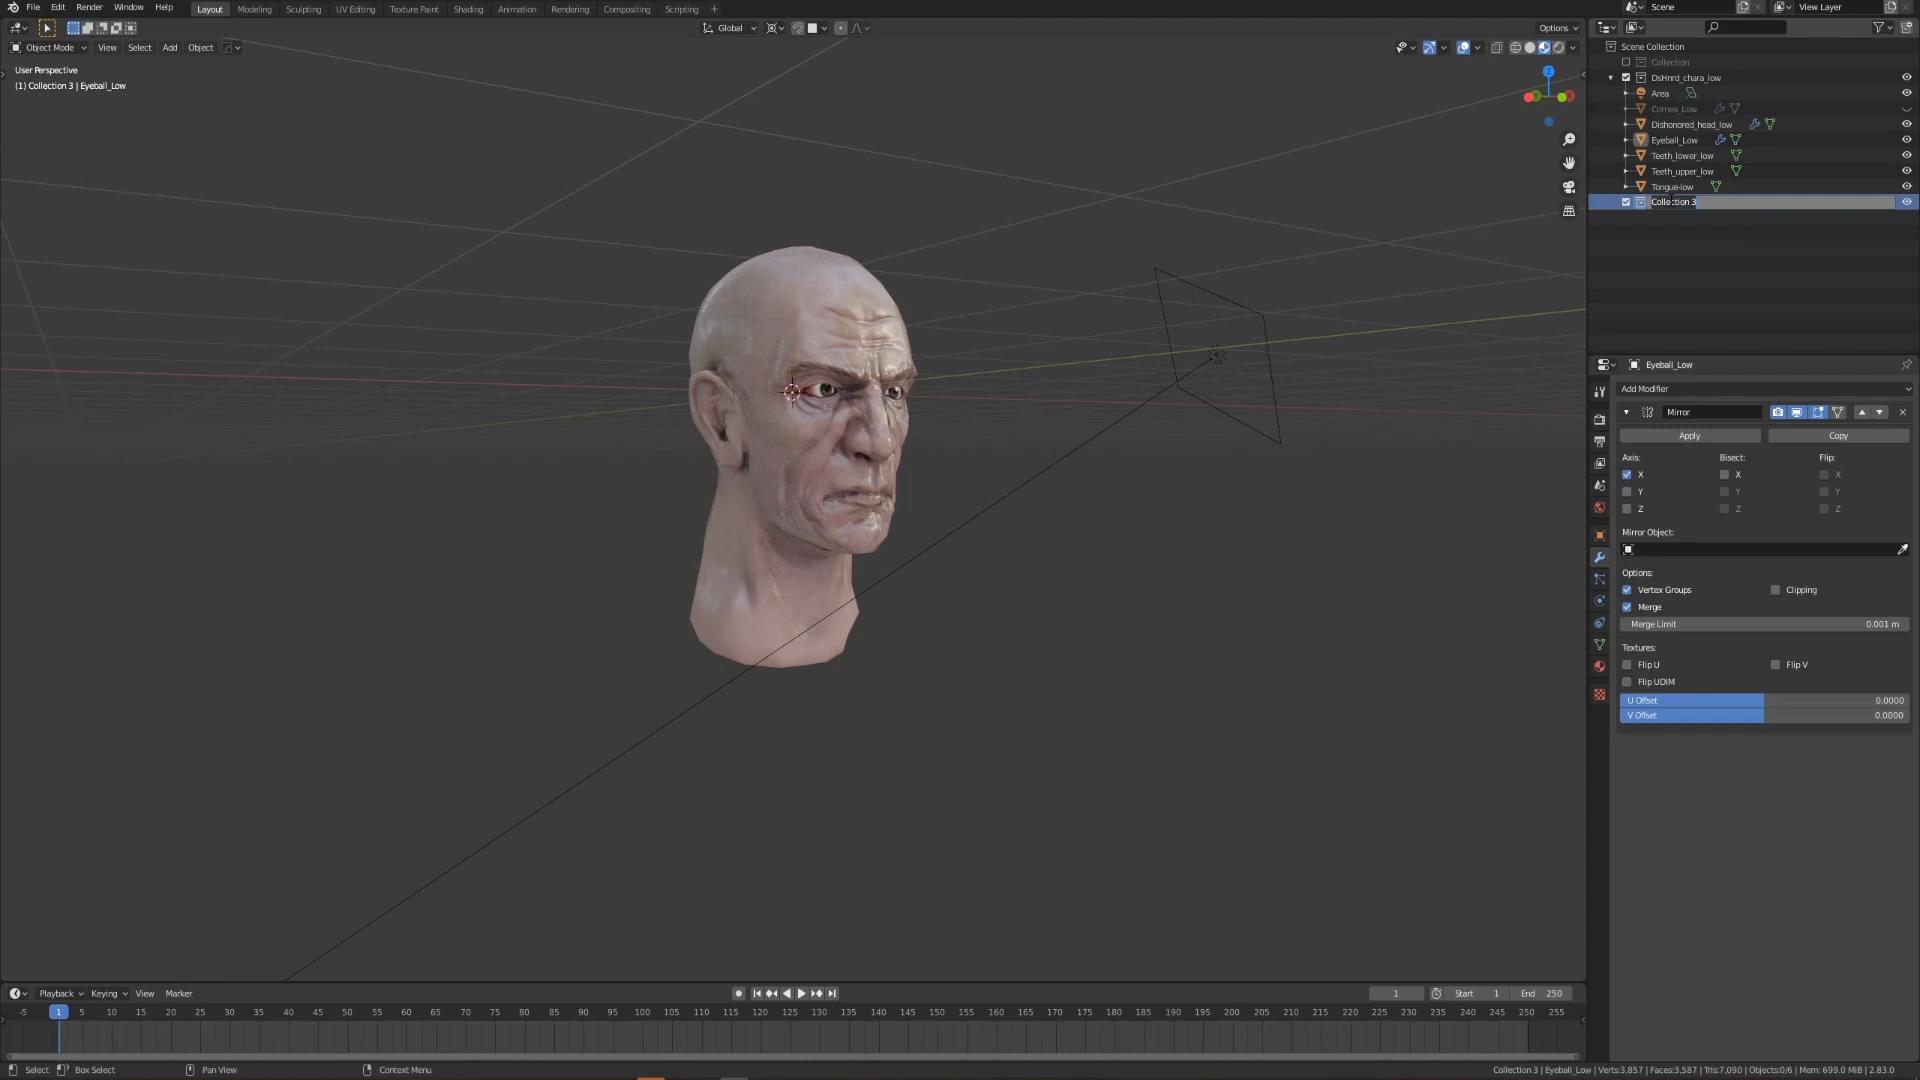 File Edit Render Window Help Layout Modeling Sculpting UV Editing Texture Paint Shading Animation Rendering Compositing Scripting + Scene View Layer
Global Options
Object Mode View Select Add Object
User Perspective
(1) Collection 3 | Eyeball_Low
Z
Scene Collection
Collection
DsHnrd_chara_low
Area
Cornea_Low
Dishonored_head_low
Eyeball_Low
Teeth_lower_low
Teeth_upper_low
Tongue-low
Collection 3
Eyeball_Low
Add Modifier
Mirror
Apply Copy
Axis: Bisect: Flip:
X X X
Y Y Y
Z Z Z
Mirror Object:
Options:
Vertex Groups Clipping
Merge
Merge Limit 0.001 m
Textures:
Flip U Flip V
Flip UDIM
U Offset 0.0000
V Offset 0.0000
Playback Keying View Marker 1 Start 1 End 250
-5 1 5 10 15 20 25 30 35 40 45 50 55 60 65 70 75 80 85 90 95 100 105 110 115 120 125 130 135 140 145 150 155 160 165 170 175 180 185 190 195 200 205 210 215 220 225 230 235 240 245 250 255
Select Box Select Pan View Context Menu Collection 3 | Eyeball_Low | Verts:3,857 | Faces:3,587 | Tris:7,090 | Objects:0/6 | Mem: 699.0 MiB | 2.83.0